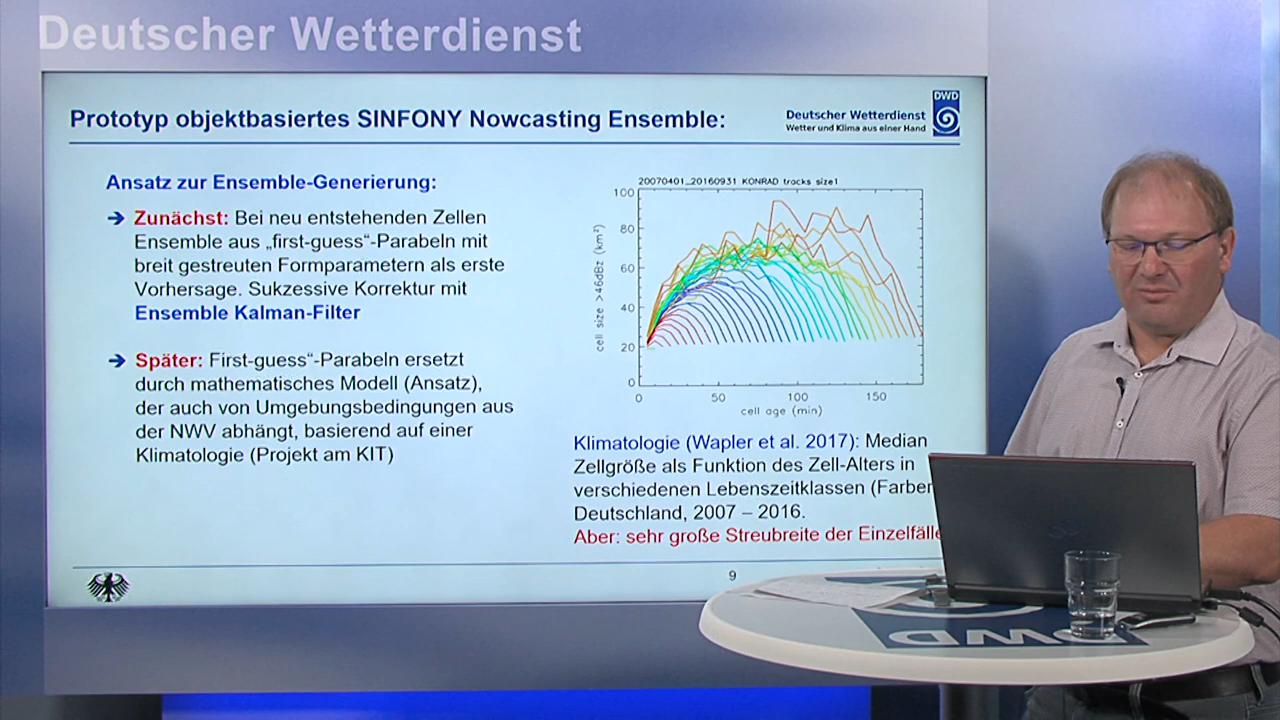 Deutscher Wetterdienst
Prototyp objektbasiertes SINFONY Nowcasting Ensemble:
DWD
Deutscher Wetterdienst
Wetter und Klima aus einer Hand
Ansatz zur Ensemble-Generierung:
➔ Zunächst: Bei neu entstehenden Zellen
Ensemble aus „first-guess“-Parabeln mit
breit gestreuten Formparametern als erste
Vorhersage. Sukzessive Korrektur mit
Ensemble Kalman-Filter
➔ Später: First-guess“-Parabeln ersetzt
durch mathematisches Modell (Ansatz),
der auch von Umgebungsbedingungen aus
der NWV abhängt, basierend auf einer
Klimatologie (Projekt am KIT)
20070401_20160931 KONRAD tracks size1
cell size >46dBz (km²)
100
80
60
40
20
0
0 50 100 150
cell age (min)
Klimatologie (Wapler et al. 2017): Median
Zellgröße als Funktion des Zell-Alters in
verschiedenen Lebenszeitklassen (Farben
Deutschland, 2007 – 2016.
Aber: sehr große Streubreite der Einzelfälle
9
DWD